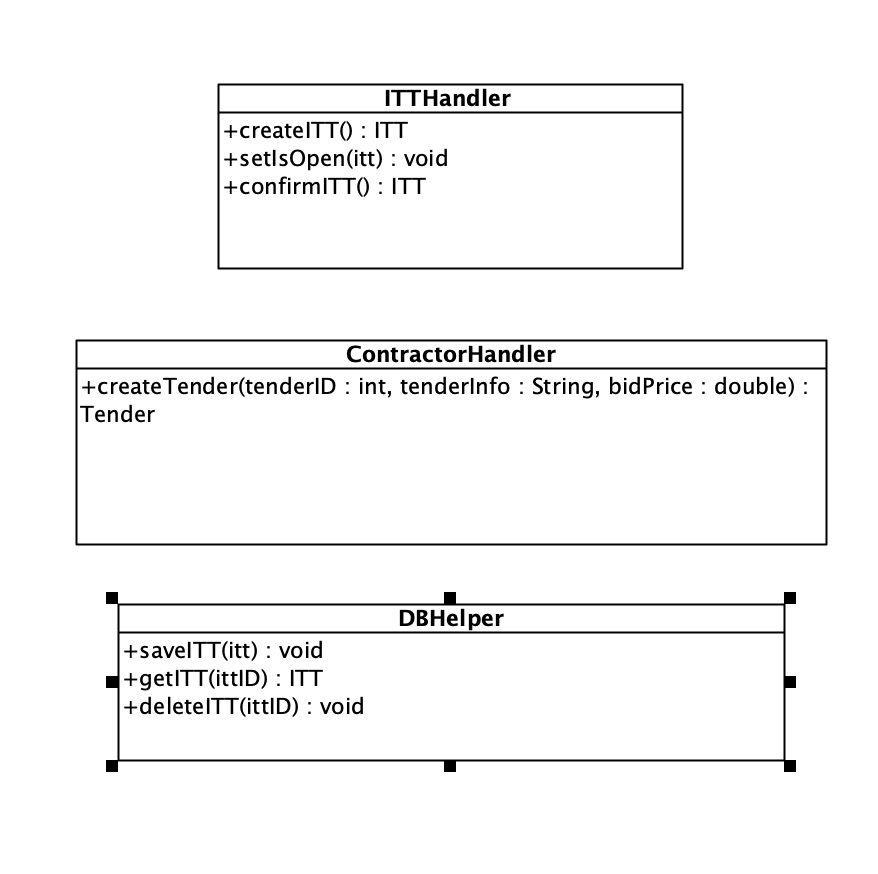 ITTHandler
+createITT() : ITT
+setIsOpen(itt) : void
+confirmITT() : ITT
ContractorHandler
+createTender(tenderID : int, tenderInfo : String, bidPrice : double) :
Tender
DBHelper
+saveITT(itt) : void
+getITT(ittID) : ITT
+deleteITT(ittID) : void